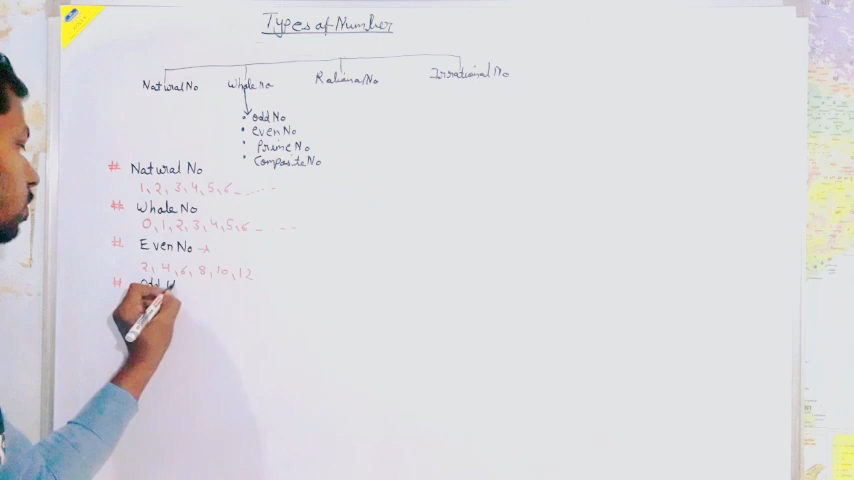 Types of Number
Natural No Whole no Rational No Irrational No
• odd No
• even No
• Prime No
• Composite No
# Natural No
1, 2, 3, 4, 5, 6 _ .....
# Whole No
0, 1, 2, 3, 4, 5, 6 _ . - - -
# Even No →
2, 4, 6, 8, 10, 12
# Odd N